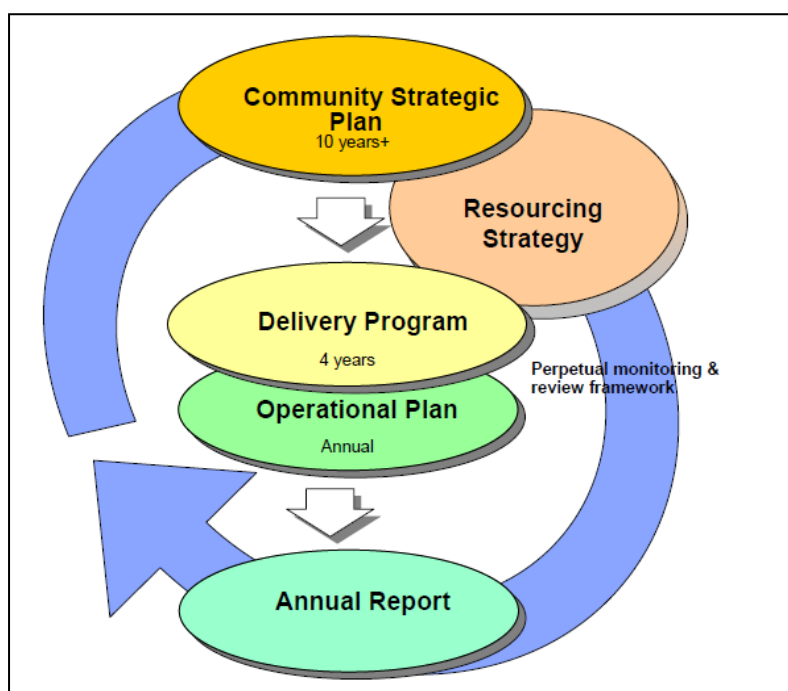 Community Strategic
Plan
10 years+
Resourcing
Strategy
Delivery Program
4 years
Perpetual monitoring &
review framework
Operational Plan
Annual
Annual Report